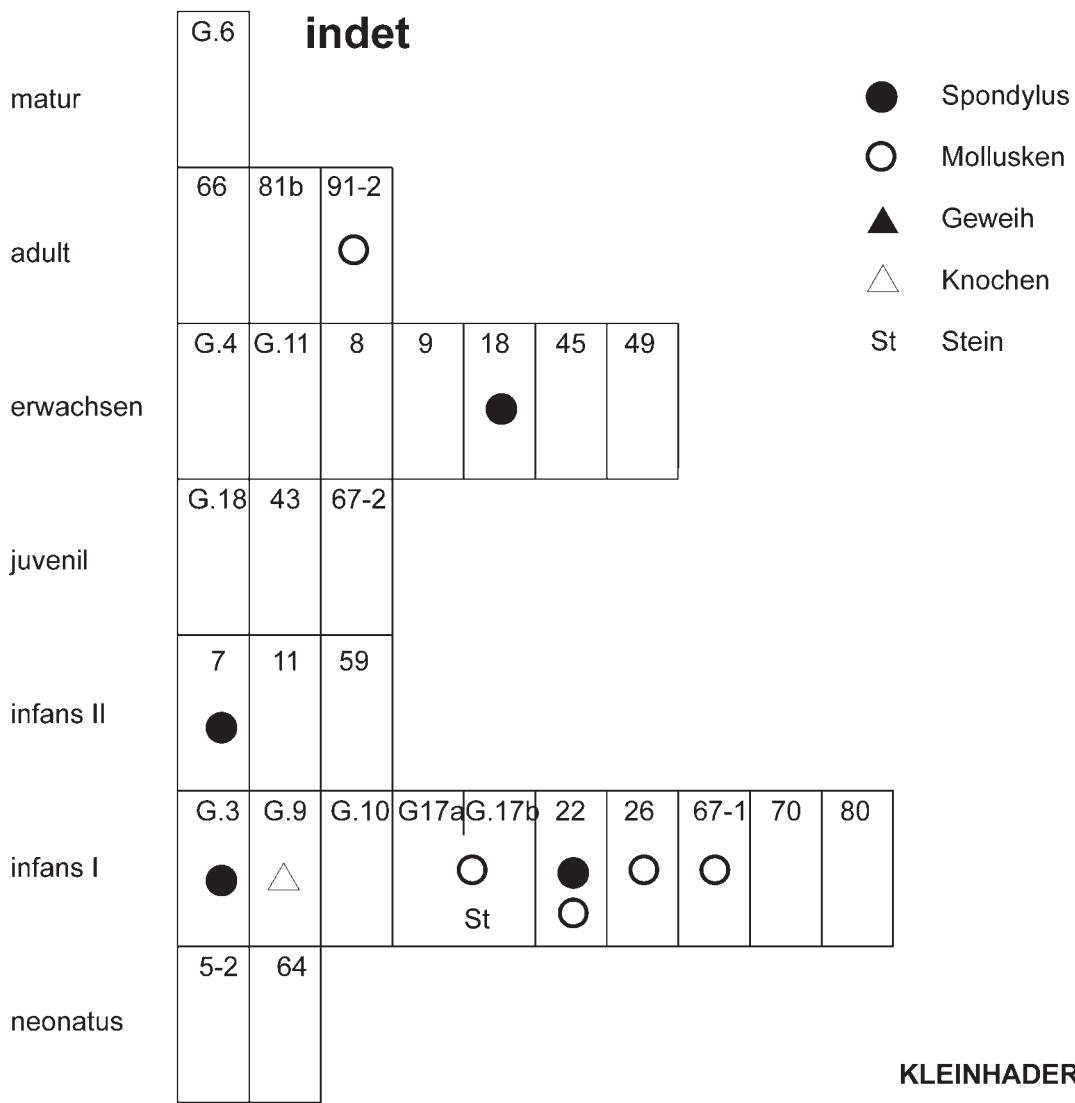 G.6 indet
matur
66 81b 91-2
adult
G.4 G.11 8 9 18 45 49
erwachsen
G.18 43 67-2
juvenil
7 11 59
infans II
G.3 G.9 G.10 G17a G.17b 22 26 67-1 70 80
infans I
St
5-2 64
neonatus
Spondylus
Mollusken
Geweih
Knochen
St Stein
KLEINHADER